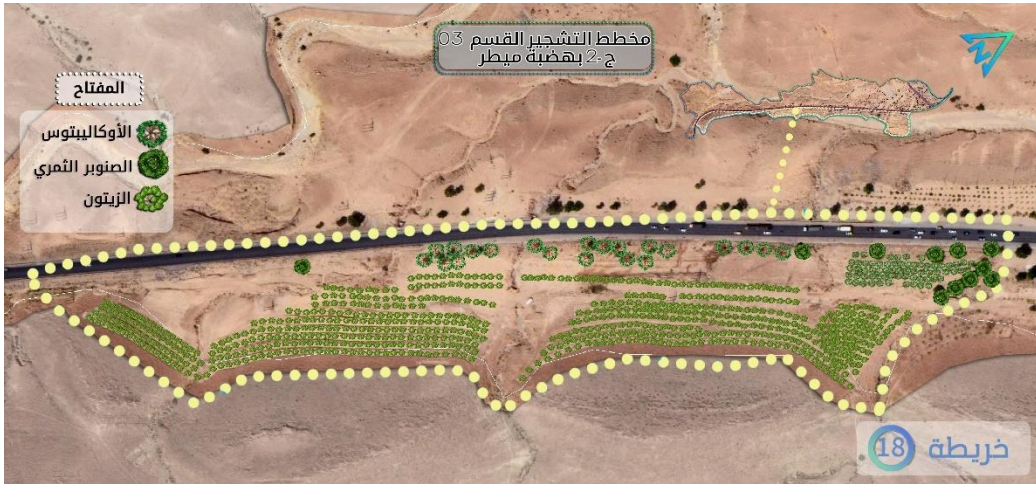 مخطط التشجير القسم 03
ج.2 بهضبة ميطر
المفتاح
الأوكاليبتوس
الصنوبر الثمري
الزيتون
خريطة 18